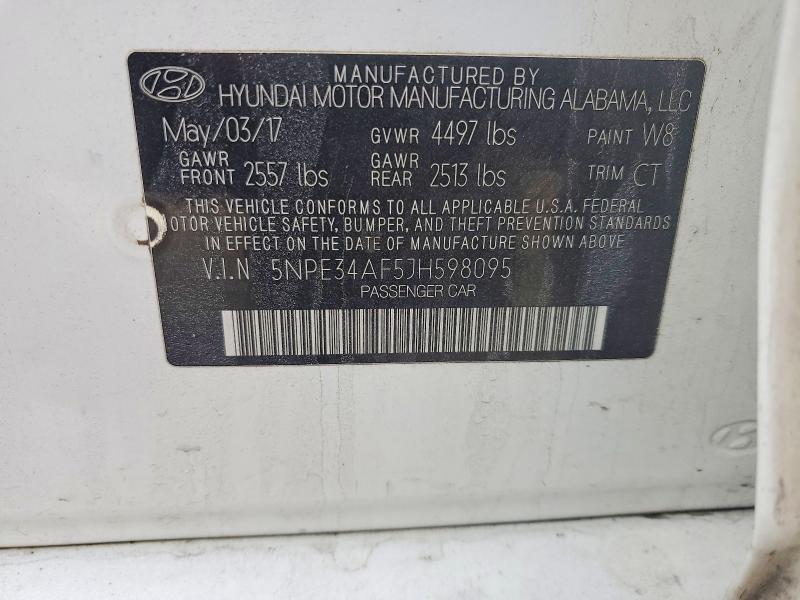 MANUFACTURED BY
HYUNDAI MOTOR MANUFACTURING ALABAMA, LLC
May/03/17 GVWR 4497 lbs PAINT W8
GAWR FRONT 2557 lbs GAWR REAR 2513 lbs TRIM CT
THIS VEHICLE CONFORMS TO ALL APPLICABLE U.S.A. FEDERAL
MOTOR VEHICLE SAFETY, BUMPER, AND THEFT PREVENTION STANDARDS
IN EFFECT ON THE DATE OF MANUFACTURE SHOWN ABOVE.
V.I.N 5NPE34AF5JH598095
PASSENGER CAR